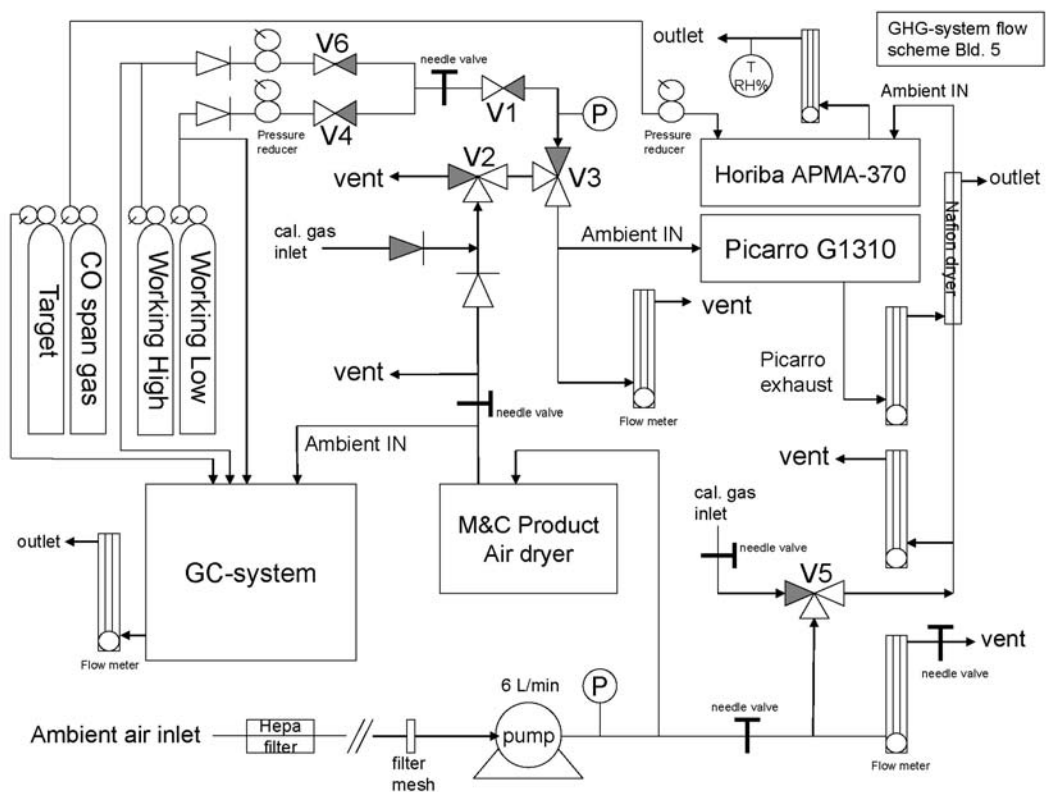 GHG-system flow
scheme Bld. 5
outlet
T
RH%
V6
needle valve
V1
P
V4
Pressure
reducer
Pressure
reducer
Ambient IN
Horiba APMA-370
outlet
Nafion dryer
V2
vent
V3
cal. gas
inlet
Ambient IN
Picarro G1310
vent
Target
CO span gas
Working High
Working Low
vent
needle valve
Flow meter
Picarro
exhaust
Ambient IN
vent
cal. gas
inlet
needle valve
M&C Product
Air dryer
GC-system
outlet
Flow meter
V5
vent
needle valve
6 L/min
P
needle valve
Ambient air inlet
Hepa
filter
filter
mesh
pump
Flow meter